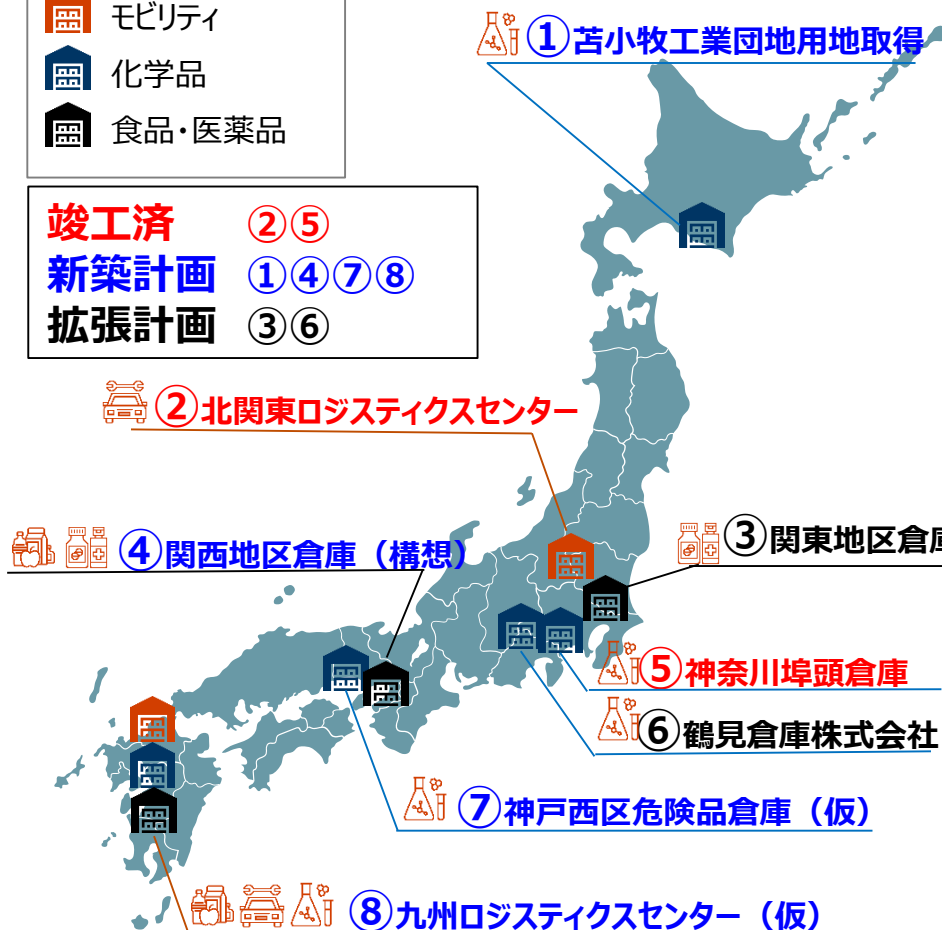 モビリティ
化学品
食品・医薬品
竣工済 ②⑤
新築計画 ①④⑦⑧
拡張計画 ③⑥
①苫小牧工業団地用地取得
②北関東ロジスティクスセンター
③関東地区倉庫
④関西地区倉庫（構想）
⑤神奈川埠頭倉庫
⑥鶴見倉庫株式会社
⑦神戸西区危険品倉庫（仮）
⑧九州ロジスティクスセンター（仮）